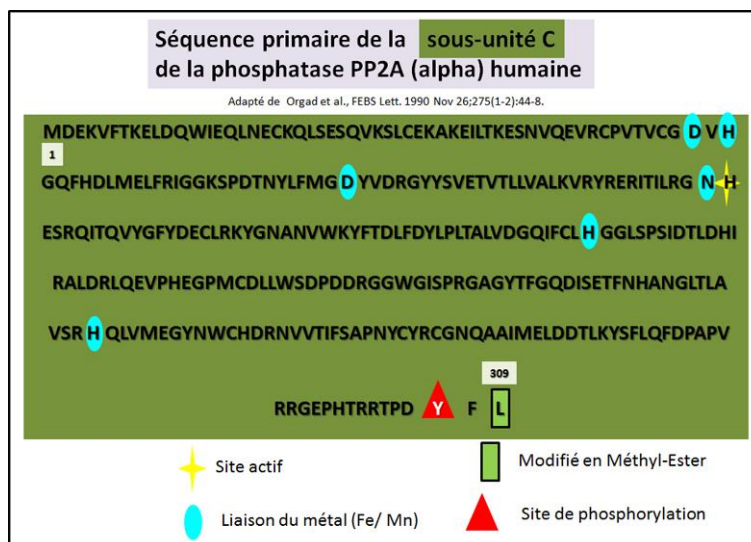 Séquence primaire de la sous-unité C
de la phosphatase PP2A (alpha) humaine
Adapté de Orgad et al., FEBS Lett. 1990 Nov 26;275(1-2):44-8.
MDEKVFTKELDQWIEQLNECKQLSESQVKSLCEKAKEILTKESNVQEVRCPVTVCG D V H
1
GQFHDLMELFRIGGKSPDTNYLFMG D YVDRGYYSVETVTLLVALKVRYRERITILRG N H
ESRQITQVYGFYDECLRKYGNANVWKYFTDLFDYLPLTALVDGQIFCL H GGLSPSIDTLDHI
RALDRLQEVPHEGPMCDLLWSDPDDRGGWGISPRGAGYTFGQDISETFNHANGLTLA
VSR H QLVMEGYNWCHDRNVVTIFSAPNYCYRCGNQAAIMELDDTLKYSFLQFDPAPV
309
RRGEPHTRRTPD Y F L
Site actif
Modifié en Méthyl-Ester
Liaison du métal (Fe/ Mn)
Site de phosphorylation